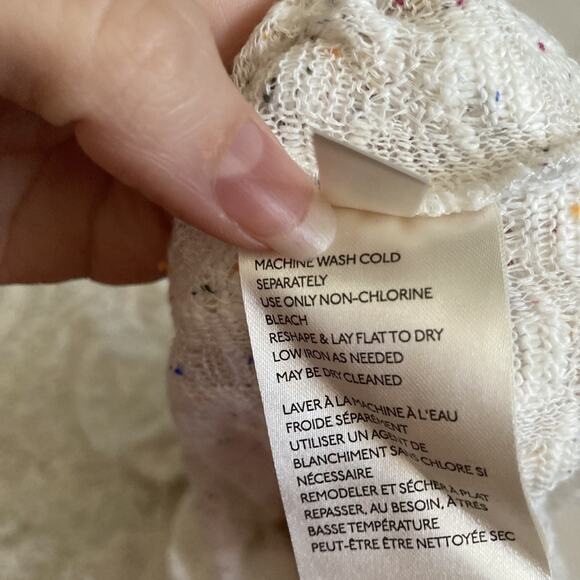 MACHINE WASH COLD
SEPARATELY
USE ONLY NON-CHLORINE
BLEACH
RESHAPE & LAY FLAT TO DRY
LOW IRON AS NEEDED
MAY BE DRY CLEANED
LAVER À LA MACHINE À L'EAU
FROIDE SÉPARÉMENT
UTILISER UN AGENT DE
BLANCHIMENT SANS CHLORE SI
NÉCESSAIRE
REMODELER ET SÉCHER À PLAT
REPASSER, AU BESOIN, À TRÈS
BASSE TEMPÉRATURE
PEUT-ÊTRE ÊTRE NETTOYÉE SEC